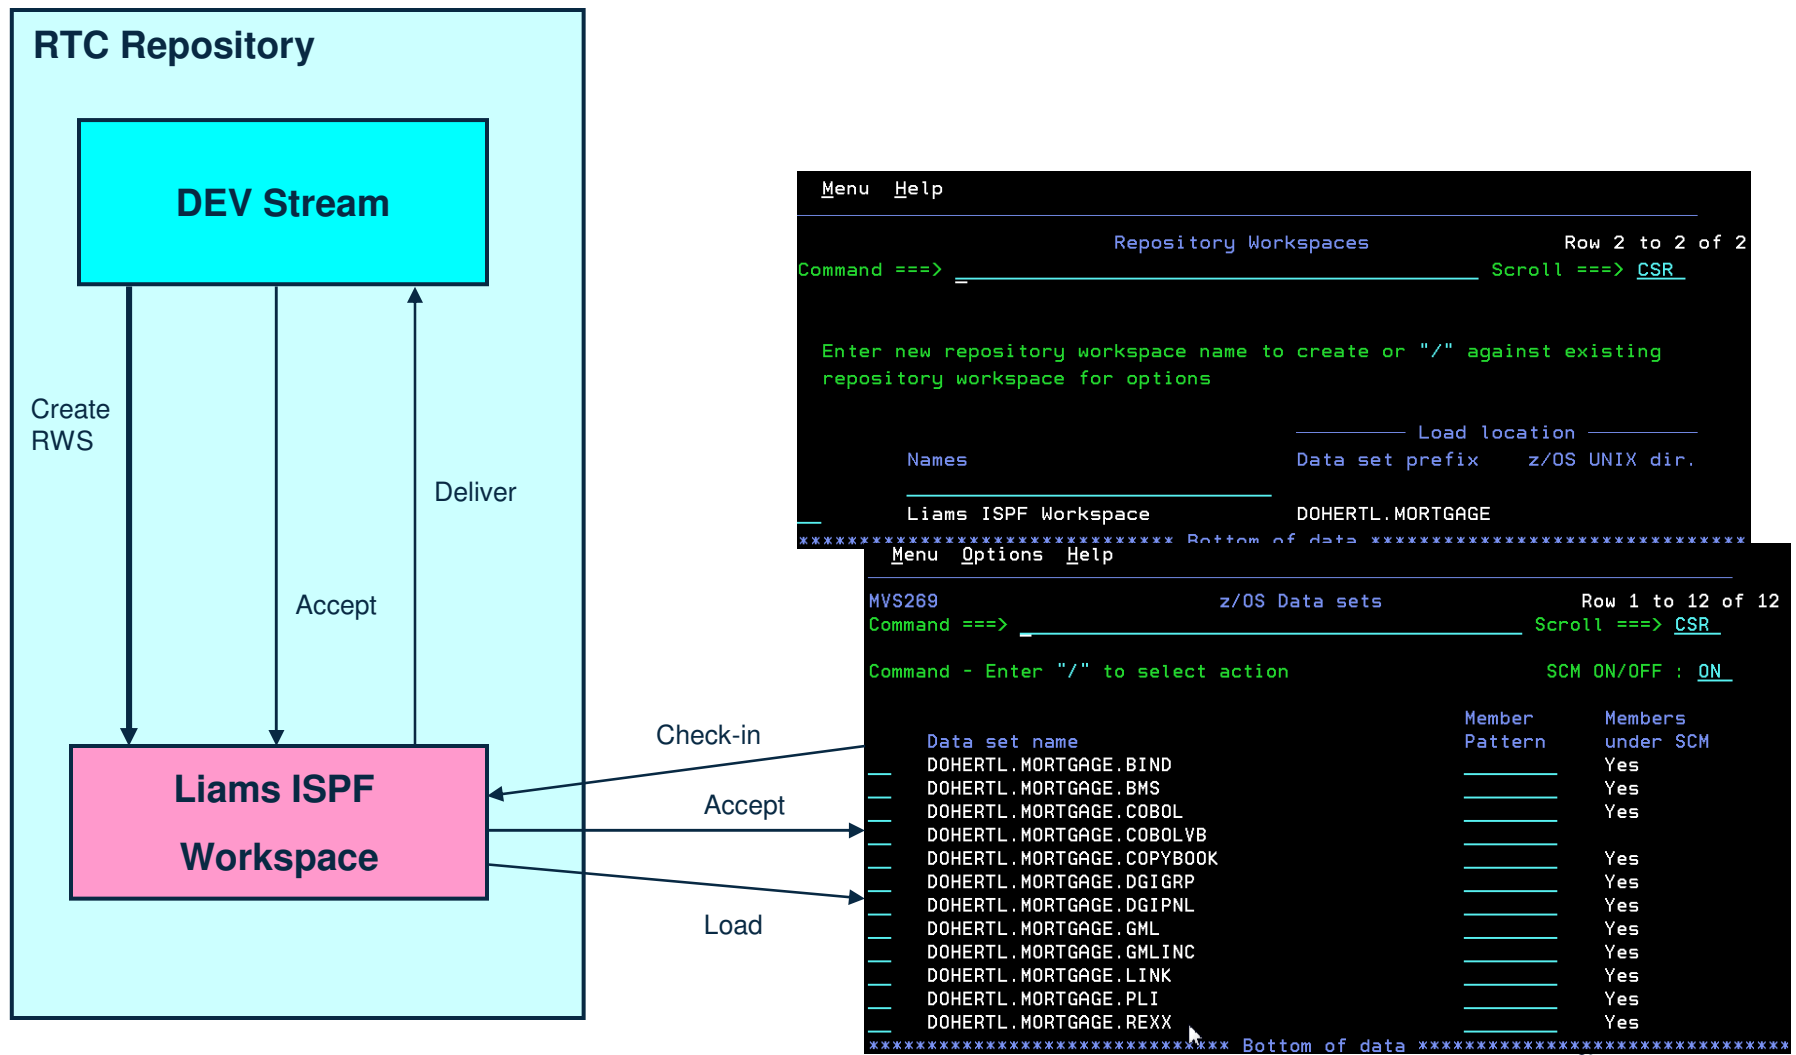 RTC Repository
DEV Stream
Create
RWS
Deliver
Accept
Liams ISPF
Workspace
Check-in
Accept
Load
Menu Help
Repository Workspaces Row 2 to 2 of 2
Command ===> Scroll ===> CSR
Enter new repository workspace name to create or "/" against existing
repository workspace for options
Load location
Names Data set prefix z/OS UNIX dir.
Liams ISPF Workspace DOHERTL.MORTGAGE
******************************* Bottom of data *******************************
Menu Options Help
MVS269 z/OS Data sets Row 1 to 12 of 12
Command ===> Scroll ===> CSR
Command - Enter "/" to select action SCM ON/OFF : ON
Member Members
Data set name Pattern under SCM
DOHERTL.MORTGAGE.BIND Yes
DOHERTL.MORTGAGE.BMS Yes
DOHERTL.MORTGAGE.COBOL Yes
DOHERTL.MORTGAGE.COBOLVB
DOHERTL.MORTGAGE.COPYBOOK Yes
DOHERTL.MORTGAGE.DGIGRP Yes
DOHERTL.MORTGAGE.DGIPNL Yes
DOHERTL.MORTGAGE.GML Yes
DOHERTL.MORTGAGE.GMLINC Yes
DOHERTL.MORTGAGE.LINK Yes
DOHERTL.MORTGAGE.PLI Yes
DOHERTL.MORTGAGE.REXX Yes
******************************* Bottom of data ********************************